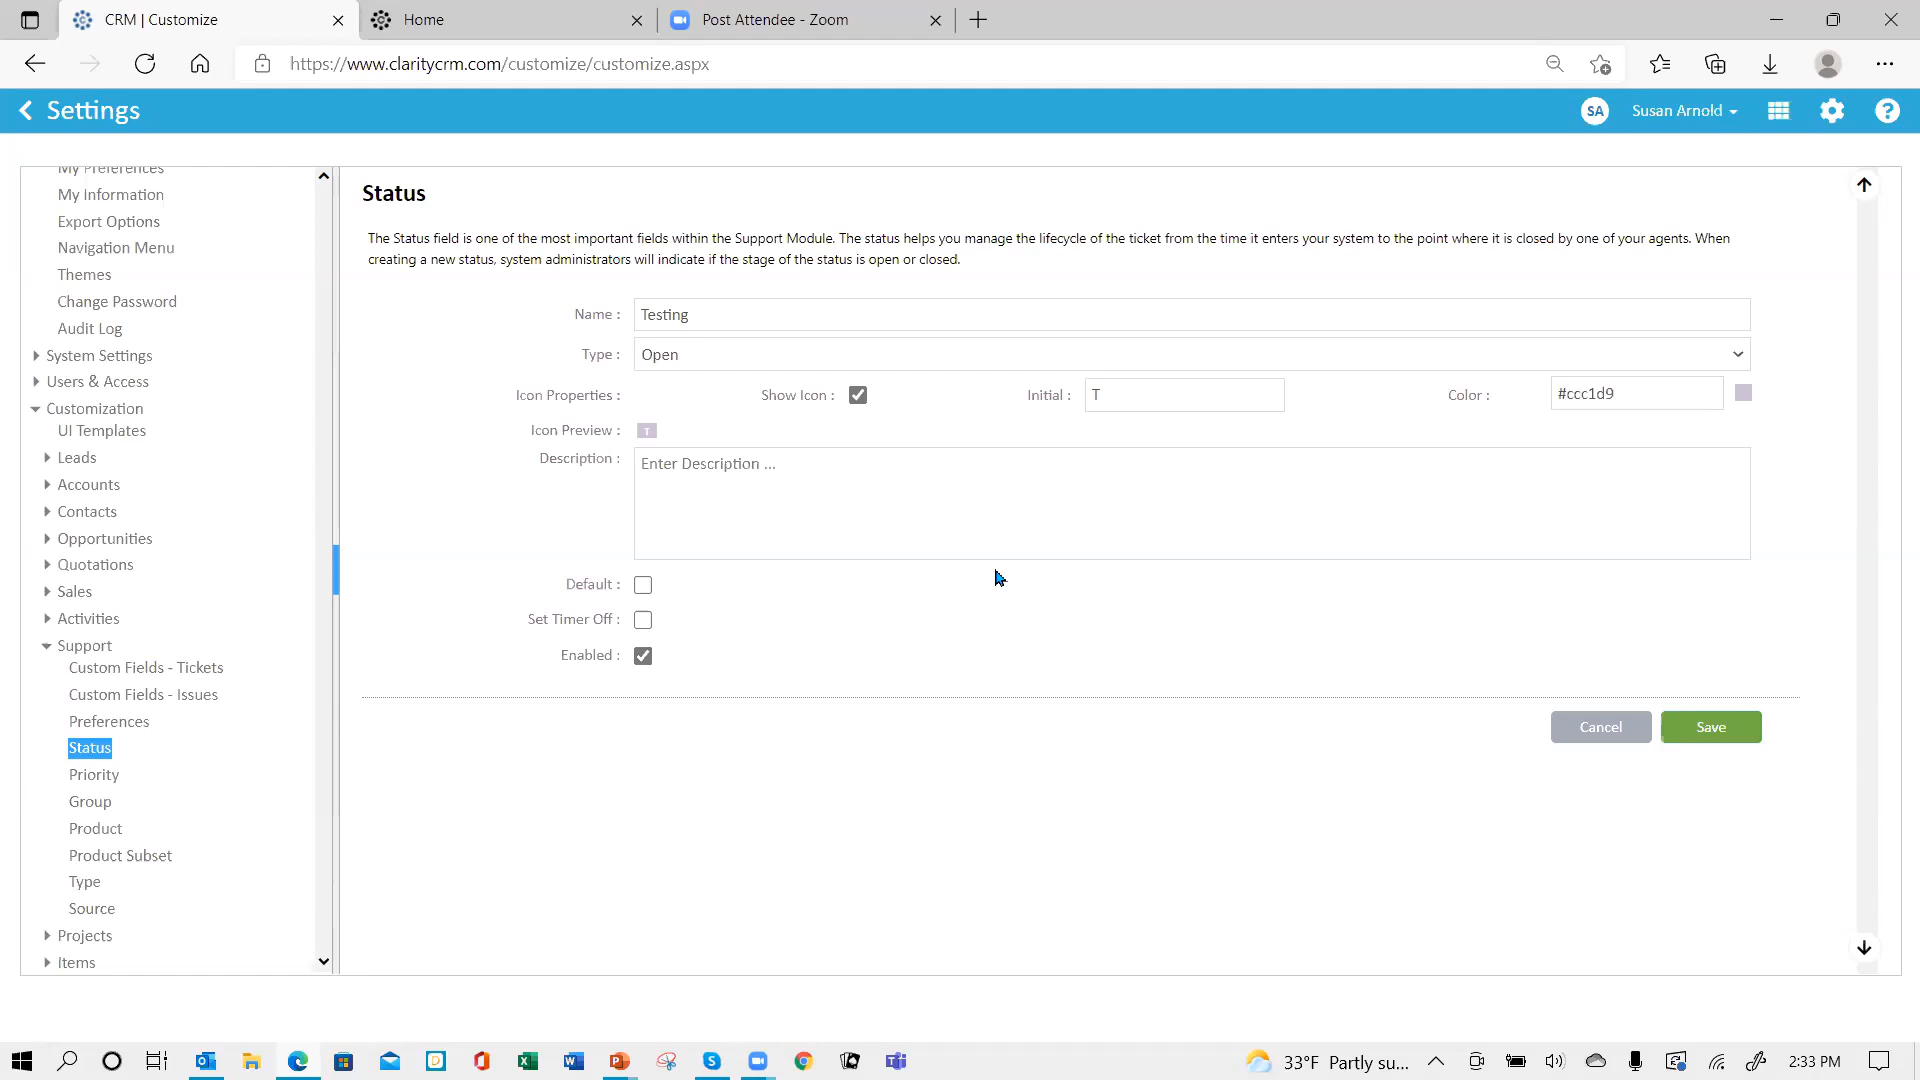 CRM | Customize
Home
Post Attendee - Zoom
https://www.claritycrm.com/customize/customize.aspx
Settings
SA
Susan Arnold
My Preferences
My Information
Export Options
Navigation Menu
Themes
Change Password
Audit Log
System Settings
Users & Access
Customization
UI Templates
Leads
Accounts
Contacts
Opportunities
Quotations
Sales
Activities
Support
Custom Fields - Tickets
Custom Fields - Issues
Preferences
Status
Priority
Group
Product
Product Subset
Type
Source
Projects
Items
Status
The Status field is one of the most important fields within the Support Module. The status helps you manage the lifecycle of the ticket from the time it enters your system to the point where it is closed by one of your agents. When
creating a new status, system administrators will indicate if the stage of the status is open or closed.
Name : Testing
Type : Open
Icon Properties : Show Icon : Initial : T Color : #ccc1d9
Icon Preview : T
Description : Enter Description ...
Default :
Set Timer Off :
Enabled :
Cancel Save
33°F Partly su... 2:33 PM